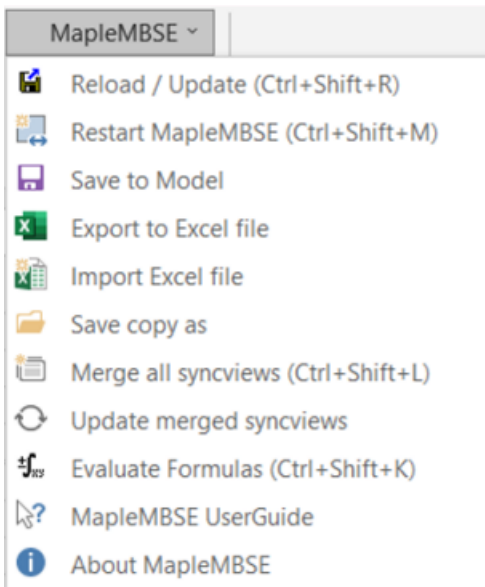 MapleMBSE
Reload / Update (Ctrl+Shift+R)
Restart MapleMBSE (Ctrl+Shift+M)
Save to Model
Export to Excel file
Import Excel file
Save copy as
Merge all syncviews (Ctrl+Shift+L)
Update merged syncviews
Evaluate Formulas (Ctrl+Shift+K)
MapleMBSE UserGuide
About MapleMBSE